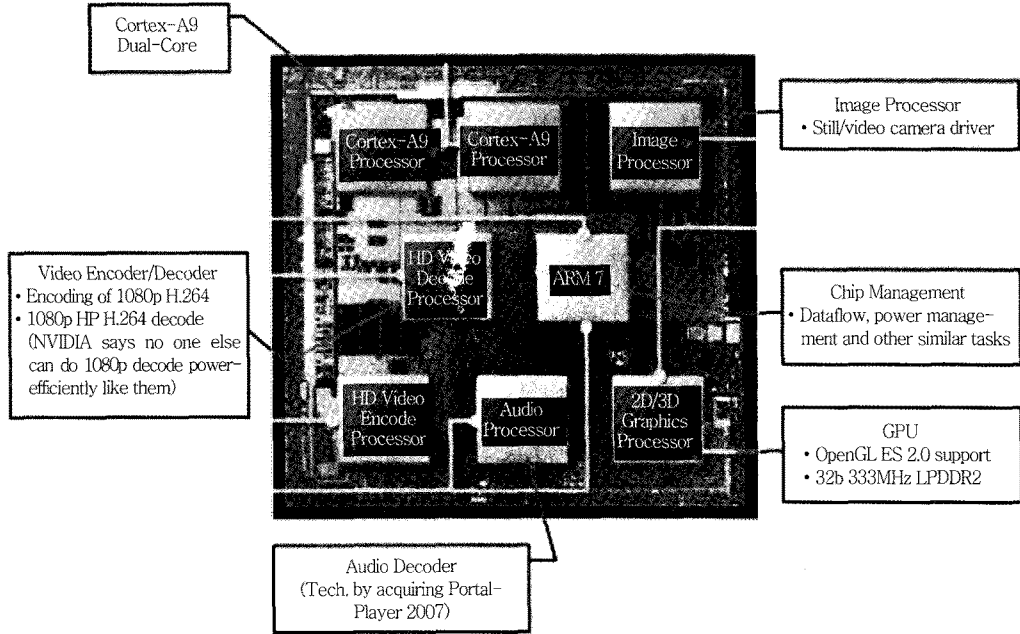 Cortex-A9
Dual-Core
Cortex-A9
Processor
Cortex-A9
Processor
Image
Processor
Image Processor
• Still/video camera driver
HD Video
Decode
Processor
ARM 7
Video Encoder/Decoder
• Encoding of 1080p H.264
• 1080p HP H.264 decode
(NVIDIA says no one else
can do 1080p decode power-
efficiently like them)
Chip Management
• Dataflow, power manage-
ment and other similar tasks
HD Video
Encode
Processor
Audio
Processor
2D/3D
Graphics
Processor
GPU
• OpenGL ES 2.0 support
• 32b 333MHz LPDDR2
Audio Decoder
(Tech. by acquiring Portal-
Player 2007)